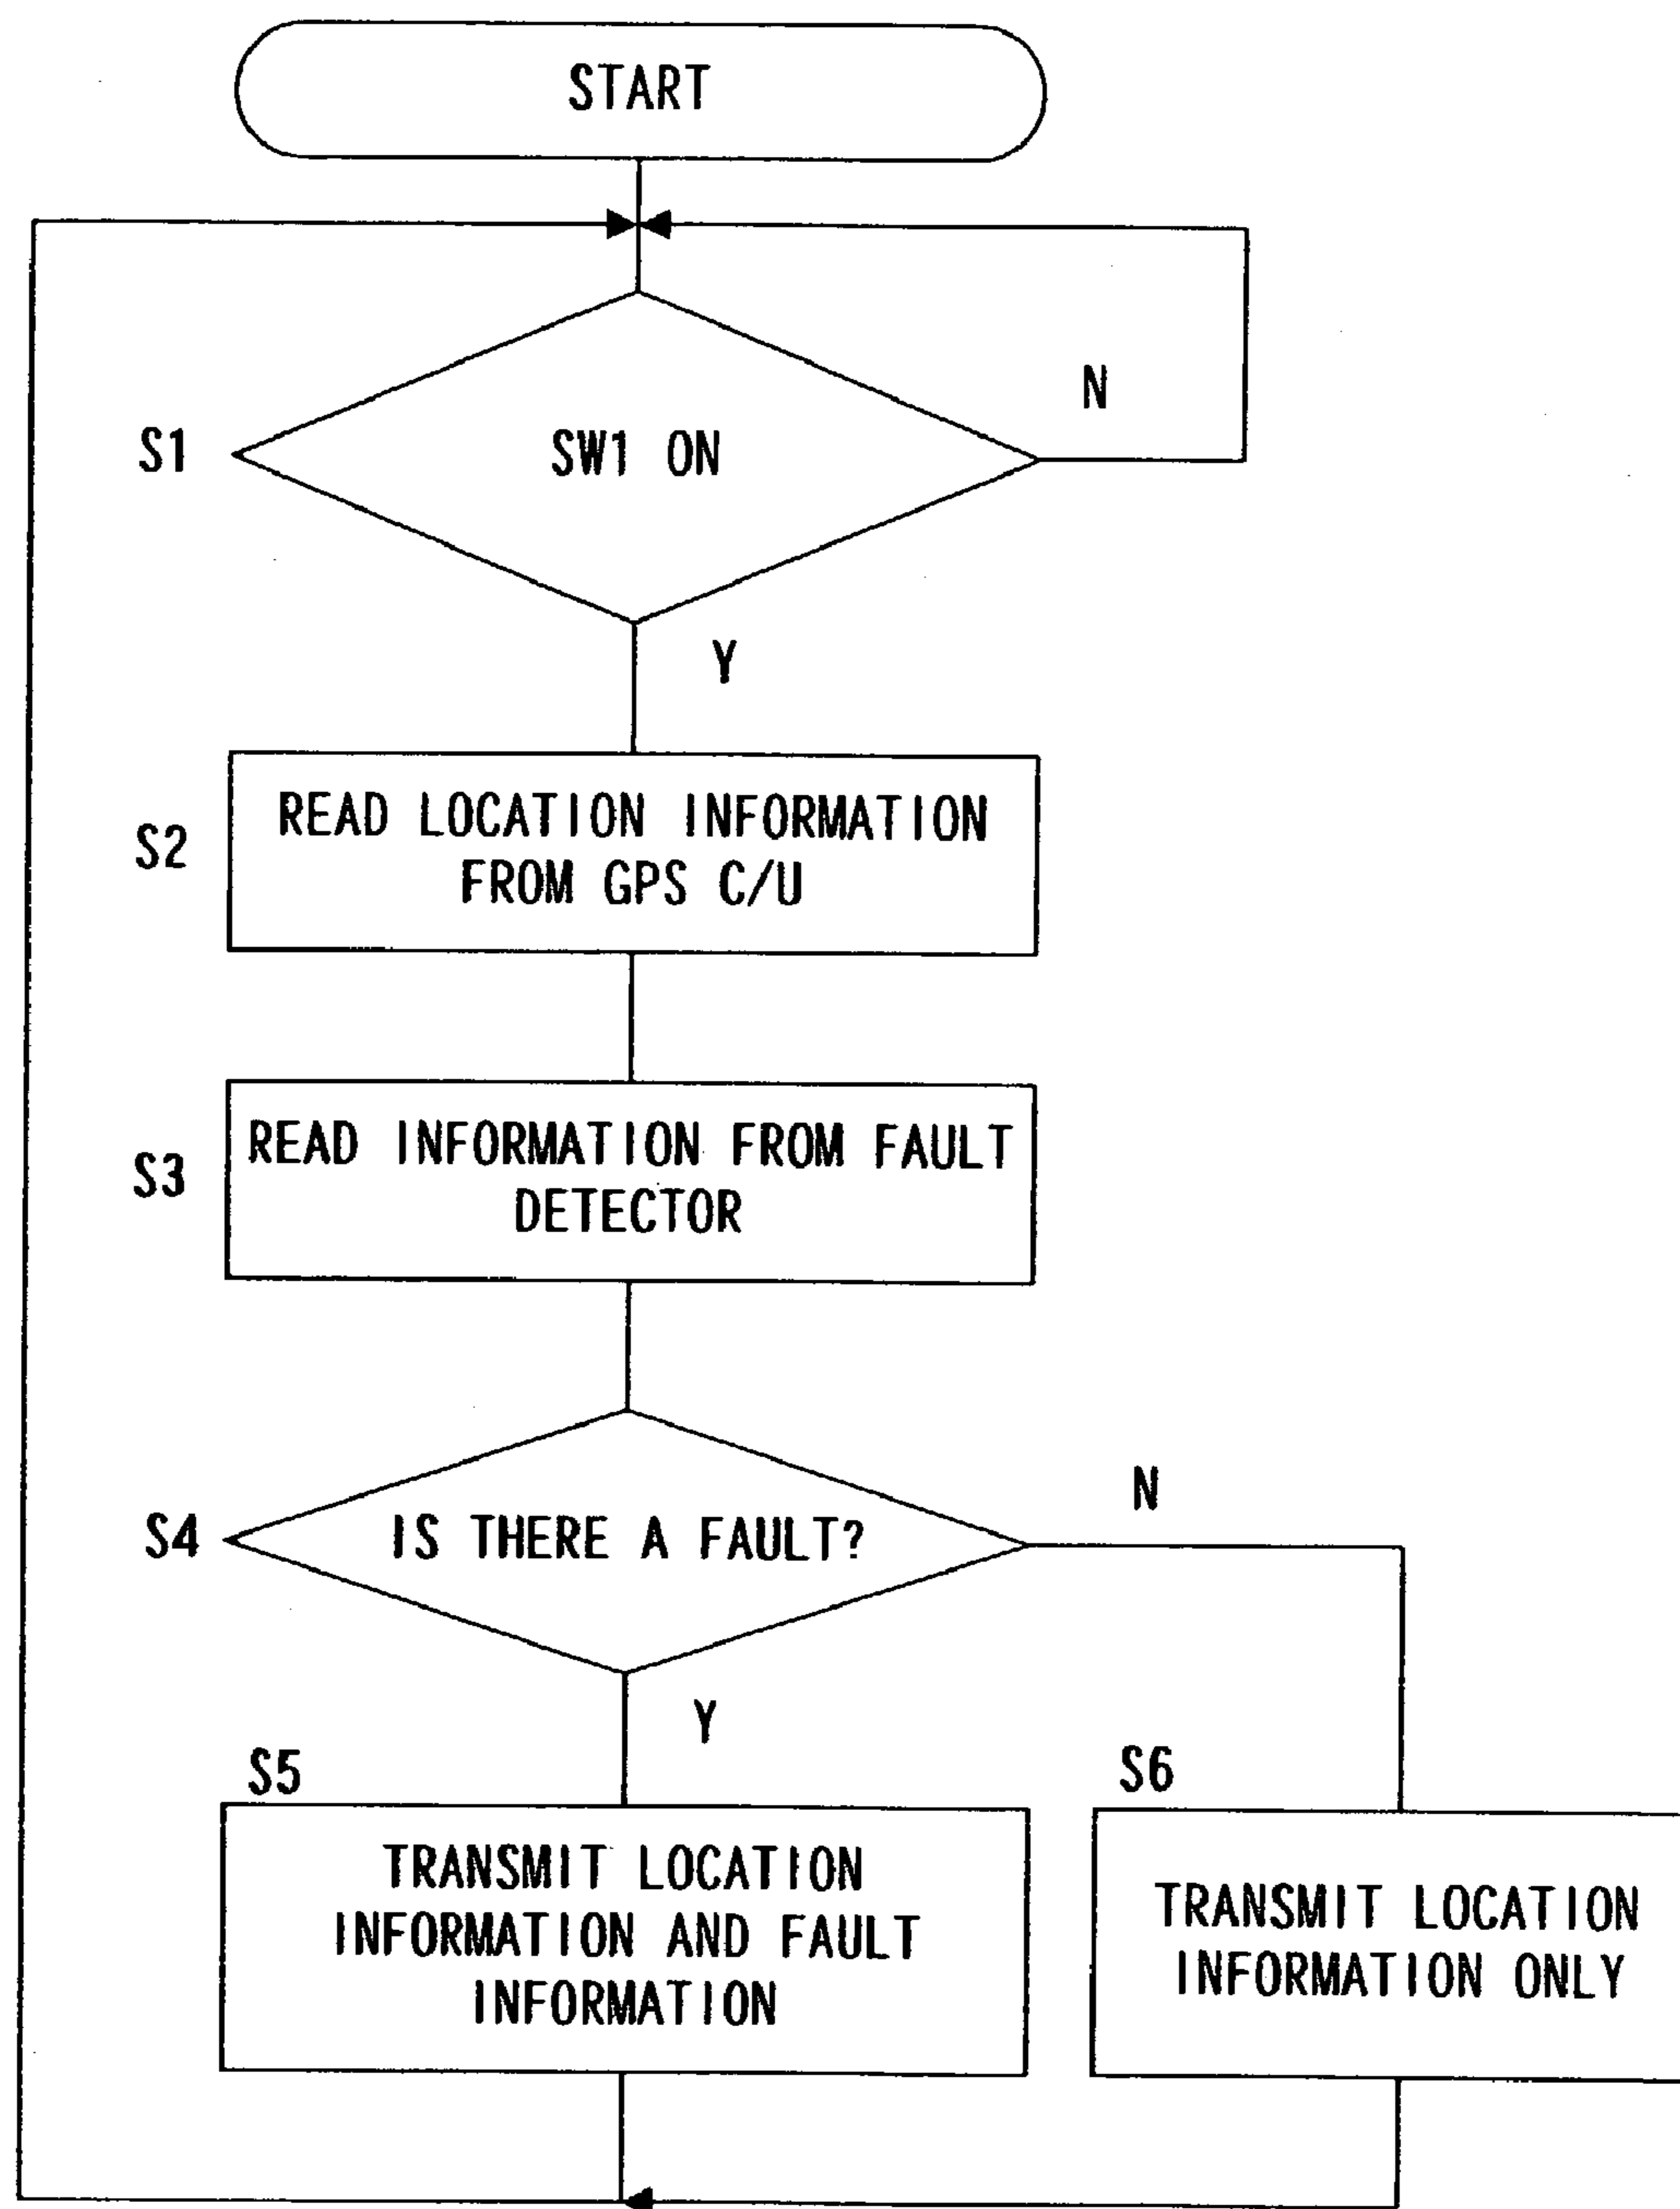 START
N
S1
SW1 ON
Y
S2
READ LOCATION INFORMATION
FROM GPS C/U
S3
READ INFORMATION FROM FAULT
DETECTOR
N
S4
IS THERE A FAULT?
Y
S5
S6
TRANSMIT LOCATION
INFORMATION AND FAULT
INFORMATION
TRANSMIT LOCATION
INFORMATION ONLY